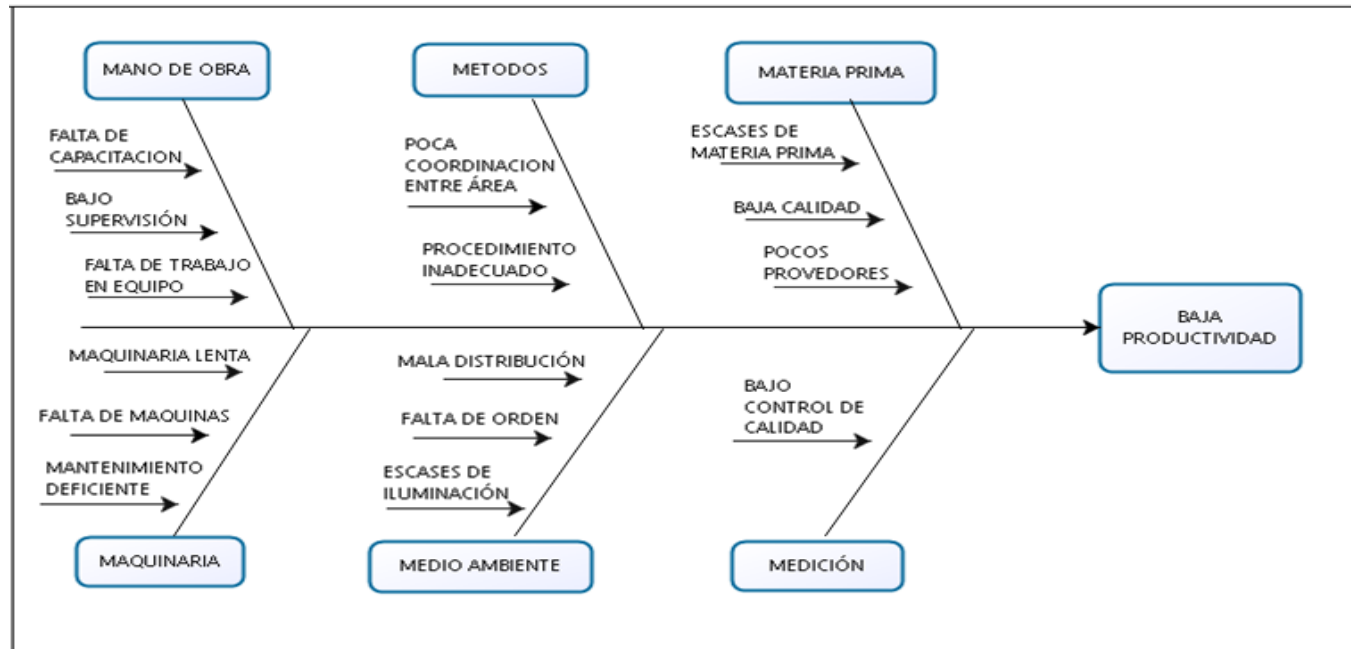 MANO DE OBRA
METODOS
MATERIA PRIMA
FALTA DE
CAPACITACION
BAJO
SUPERVISIÓN
FALTA DE TRABAJO
EN EQUIPO
POCA
COORDINACION
ENTRE ÁREA
PROCEDIMIENTO
INADECUADO
ESCASES DE
MATERIA PRIMA
BAJA CALIDAD
POCOS
PROVEDORES
BAJA
PRODUCTIVIDAD
MAQUINARIA LENTA
FALTA DE MAQUINAS
MANTENIMIENTO
DEFICIENTE
MALA DISTRIBUCIÓN
FALTA DE ORDEN
ESCASES DE
ILUMINACIÓN
BAJO
CONTROL DE
CALIDAD
MAQUINARIA
MEDIO AMBIENTE
MEDICIÓN